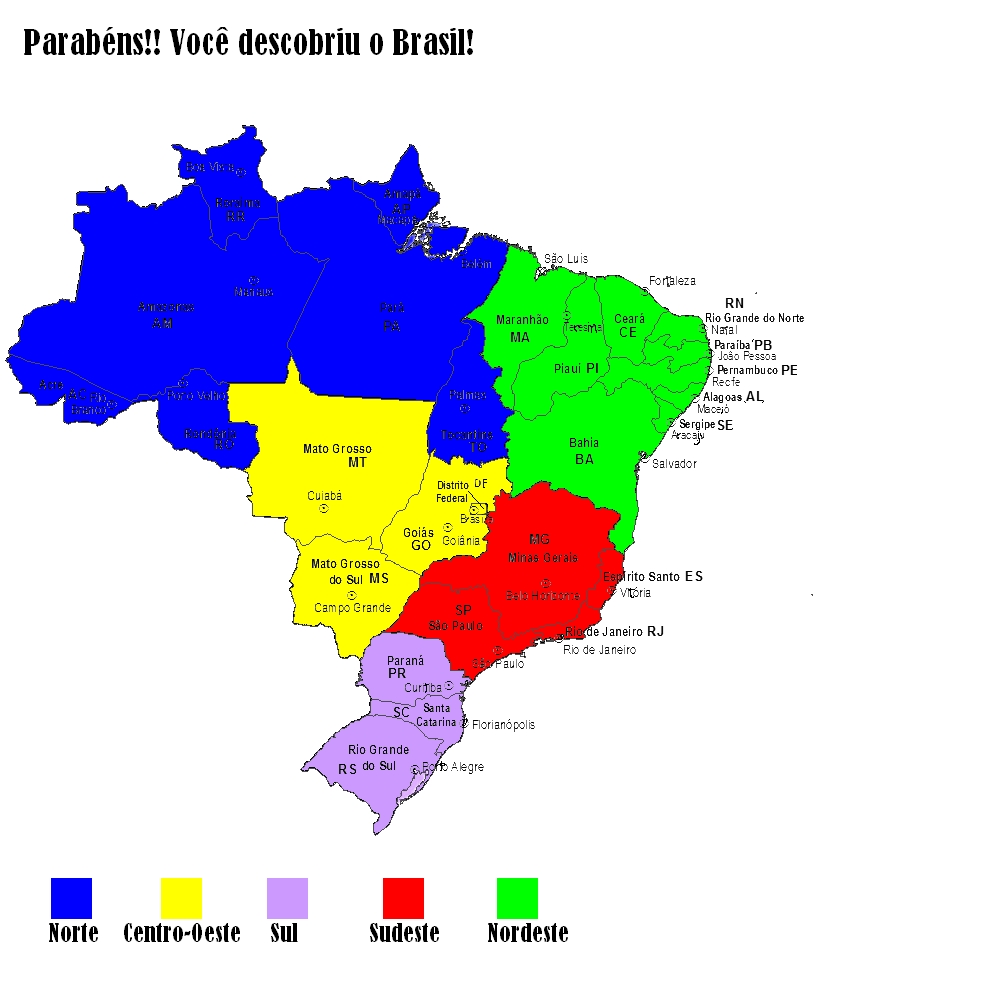 Parabéns!! Você descobriu o Brasil!
Boa Vista
Roraima
RR
Amapá
AP
Macapá
Belém
São Luís
Fortaleza
Manaus
Amazonas
AM
Pará
PA
Maranhão
MA
Teresina
Ceará
CE
RN
Rio Grande do Norte
Natal
Paraíba PB
João Pessoa
Piauí PI
Pernambuco PE
Recife
Acre
AC Rio
Branco
Porto Velho
Palmas
Alagoas AL
Maceió
Rondônia
RO
Tocantins
TO
Sergipe SE
Aracaju
Bahia
BA
Salvador
Mato Grosso
MT
Cuiabá
Distrito DF
Federal
Brasília
Goiás
GO
Goiânia
MG
Minas Gerais
Belo Horizonte
Espírito Santo ES
Vitória
Mato Grosso
do Sul MS
Campo Grande
SP
São Paulo
São Paulo
Rio de Janeiro RJ
Rio de Janeiro
Paraná
PR
Curitiba
SC
Santa
Catarina
Florianópolis
Rio Grande
do Sul
RS
Porto Alegre
Norte
Centro-Oeste
Sul
Sudeste
Nordeste